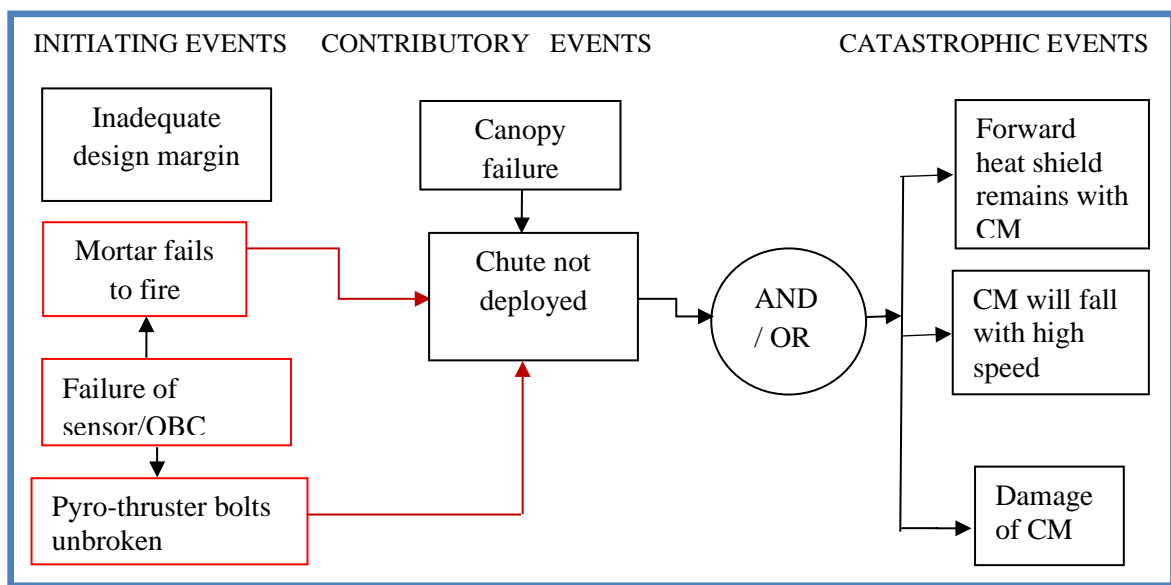 INITIATING EVENTS CONTRIBUTORY EVENTS CATASTROPHIC EVENTS
Inadequate
design margin
Mortar fails
to fire
Failure of
sensor/OBC
Pyro-thruster bolts
unbroken
Canopy
failure
Chute not
deployed
AND
/ OR
Forward
heat shield
remains with
CM
CM will fall
with high
speed
Damage
of CM